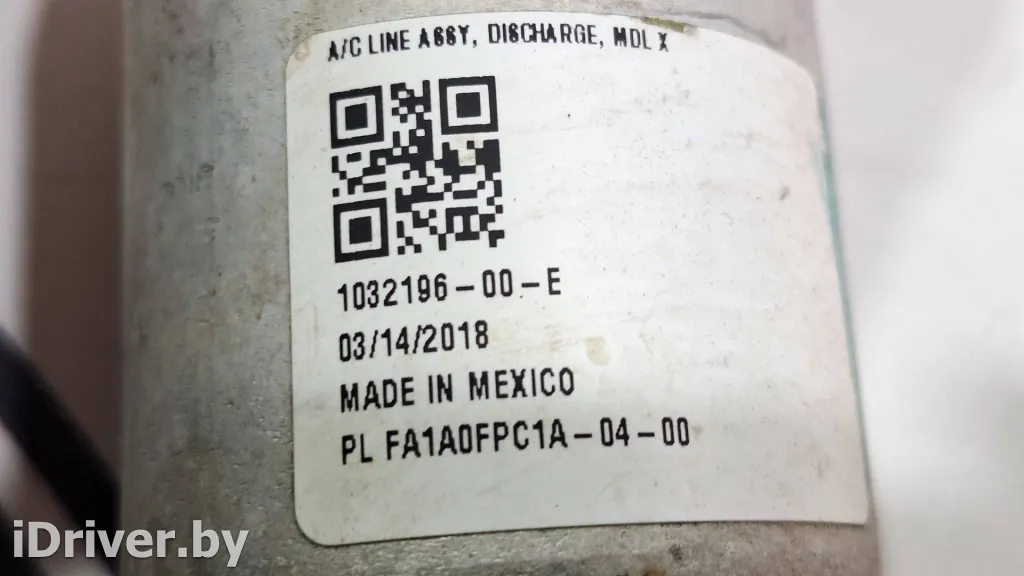 A/C LINE ASSY, DISCHARGE, MDL X
1032196-00-E
03/14/2018
MADE IN MEXICO
PL FA1A0FPC1A-04-00
iDriver.by